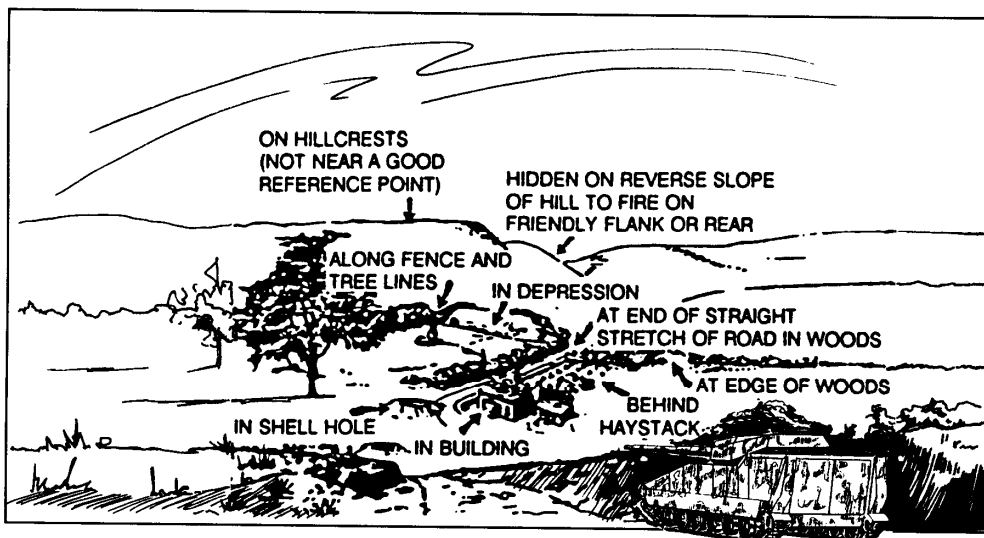 ON HILLCRESTS
(NOT NEAR A GOOD
REFERENCE POINT)
HIDDEN ON REVERSE SLOPE
OF HILL TO FIRE ON
FRIENDLY FLANK OR REAR
ALONG FENCE AND
TREE LINES
IN DEPRESSION
AT END OF STRAIGHT
STRETCH OF ROAD IN WOODS
AT EDGE OF WOODS
BEHIND
HAYSTACK
IN SHELL HOLE
IN BUILDING